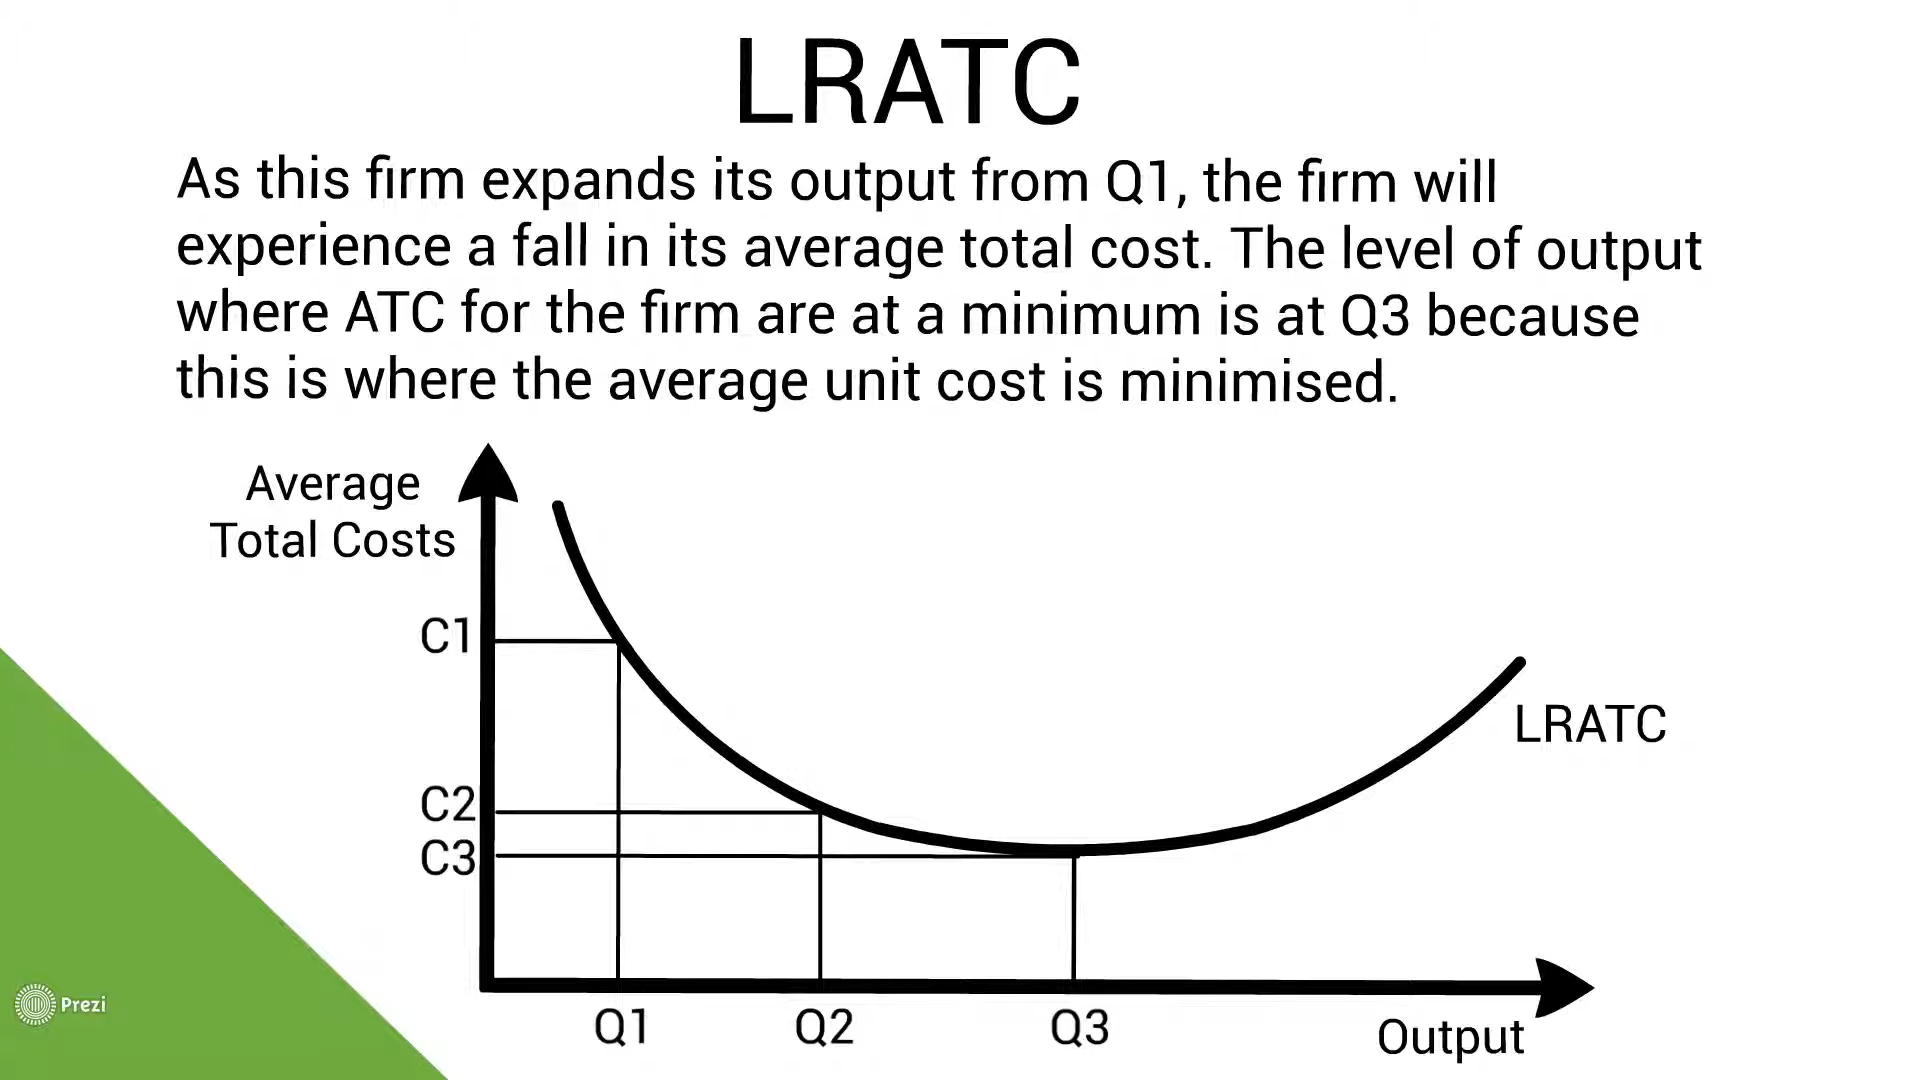 LRATC
As this firm expands its output from Q1, the firm will
experience a fall in its average total cost. The level of output
where ATC for the firm are at a minimum is at Q3 because
this is where the average unit cost is minimised.
Average
Total Costs
C1
LRATC
C2
C3
Prezi
Q1
Q2
Q3
Output